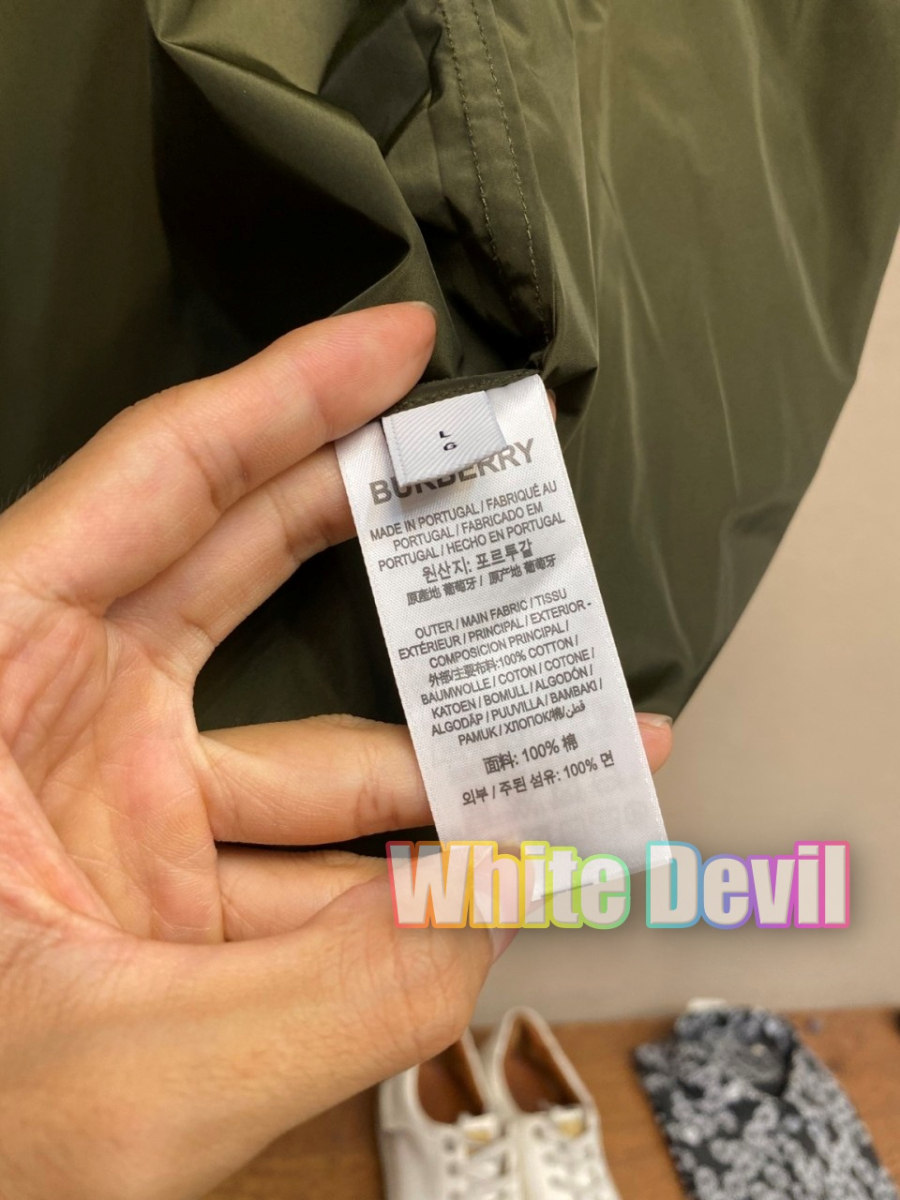 L
G
BURBERRY
MADE IN PORTUGAL / FABRIQUÉ AU
PORTUGAL / FABRICADO EM
PORTUGAL / HECHO EN PORTUGAL
원산지: 포르투갈
原産地 葡萄牙 / 原产地 葡萄牙
OUTER / MAIN FABRIC / TISSU
EXTÉRIEUR / PRINCIPAL / EXTERIOR -
COMPOSICION PRINCIPAL /
外部/主要布料:100% COTTON /
BAUMWOLLE / COTON / COTONE /
KATOEN / BOMULL / ALGODÓN /
ALGODÃP / PUUVILLA / BAMBAKI /
PAMUK / ХЛОПОК/棉/قطن
面料: 100% 棉
외부 / 주된 섬유: 100% 면
White Devil